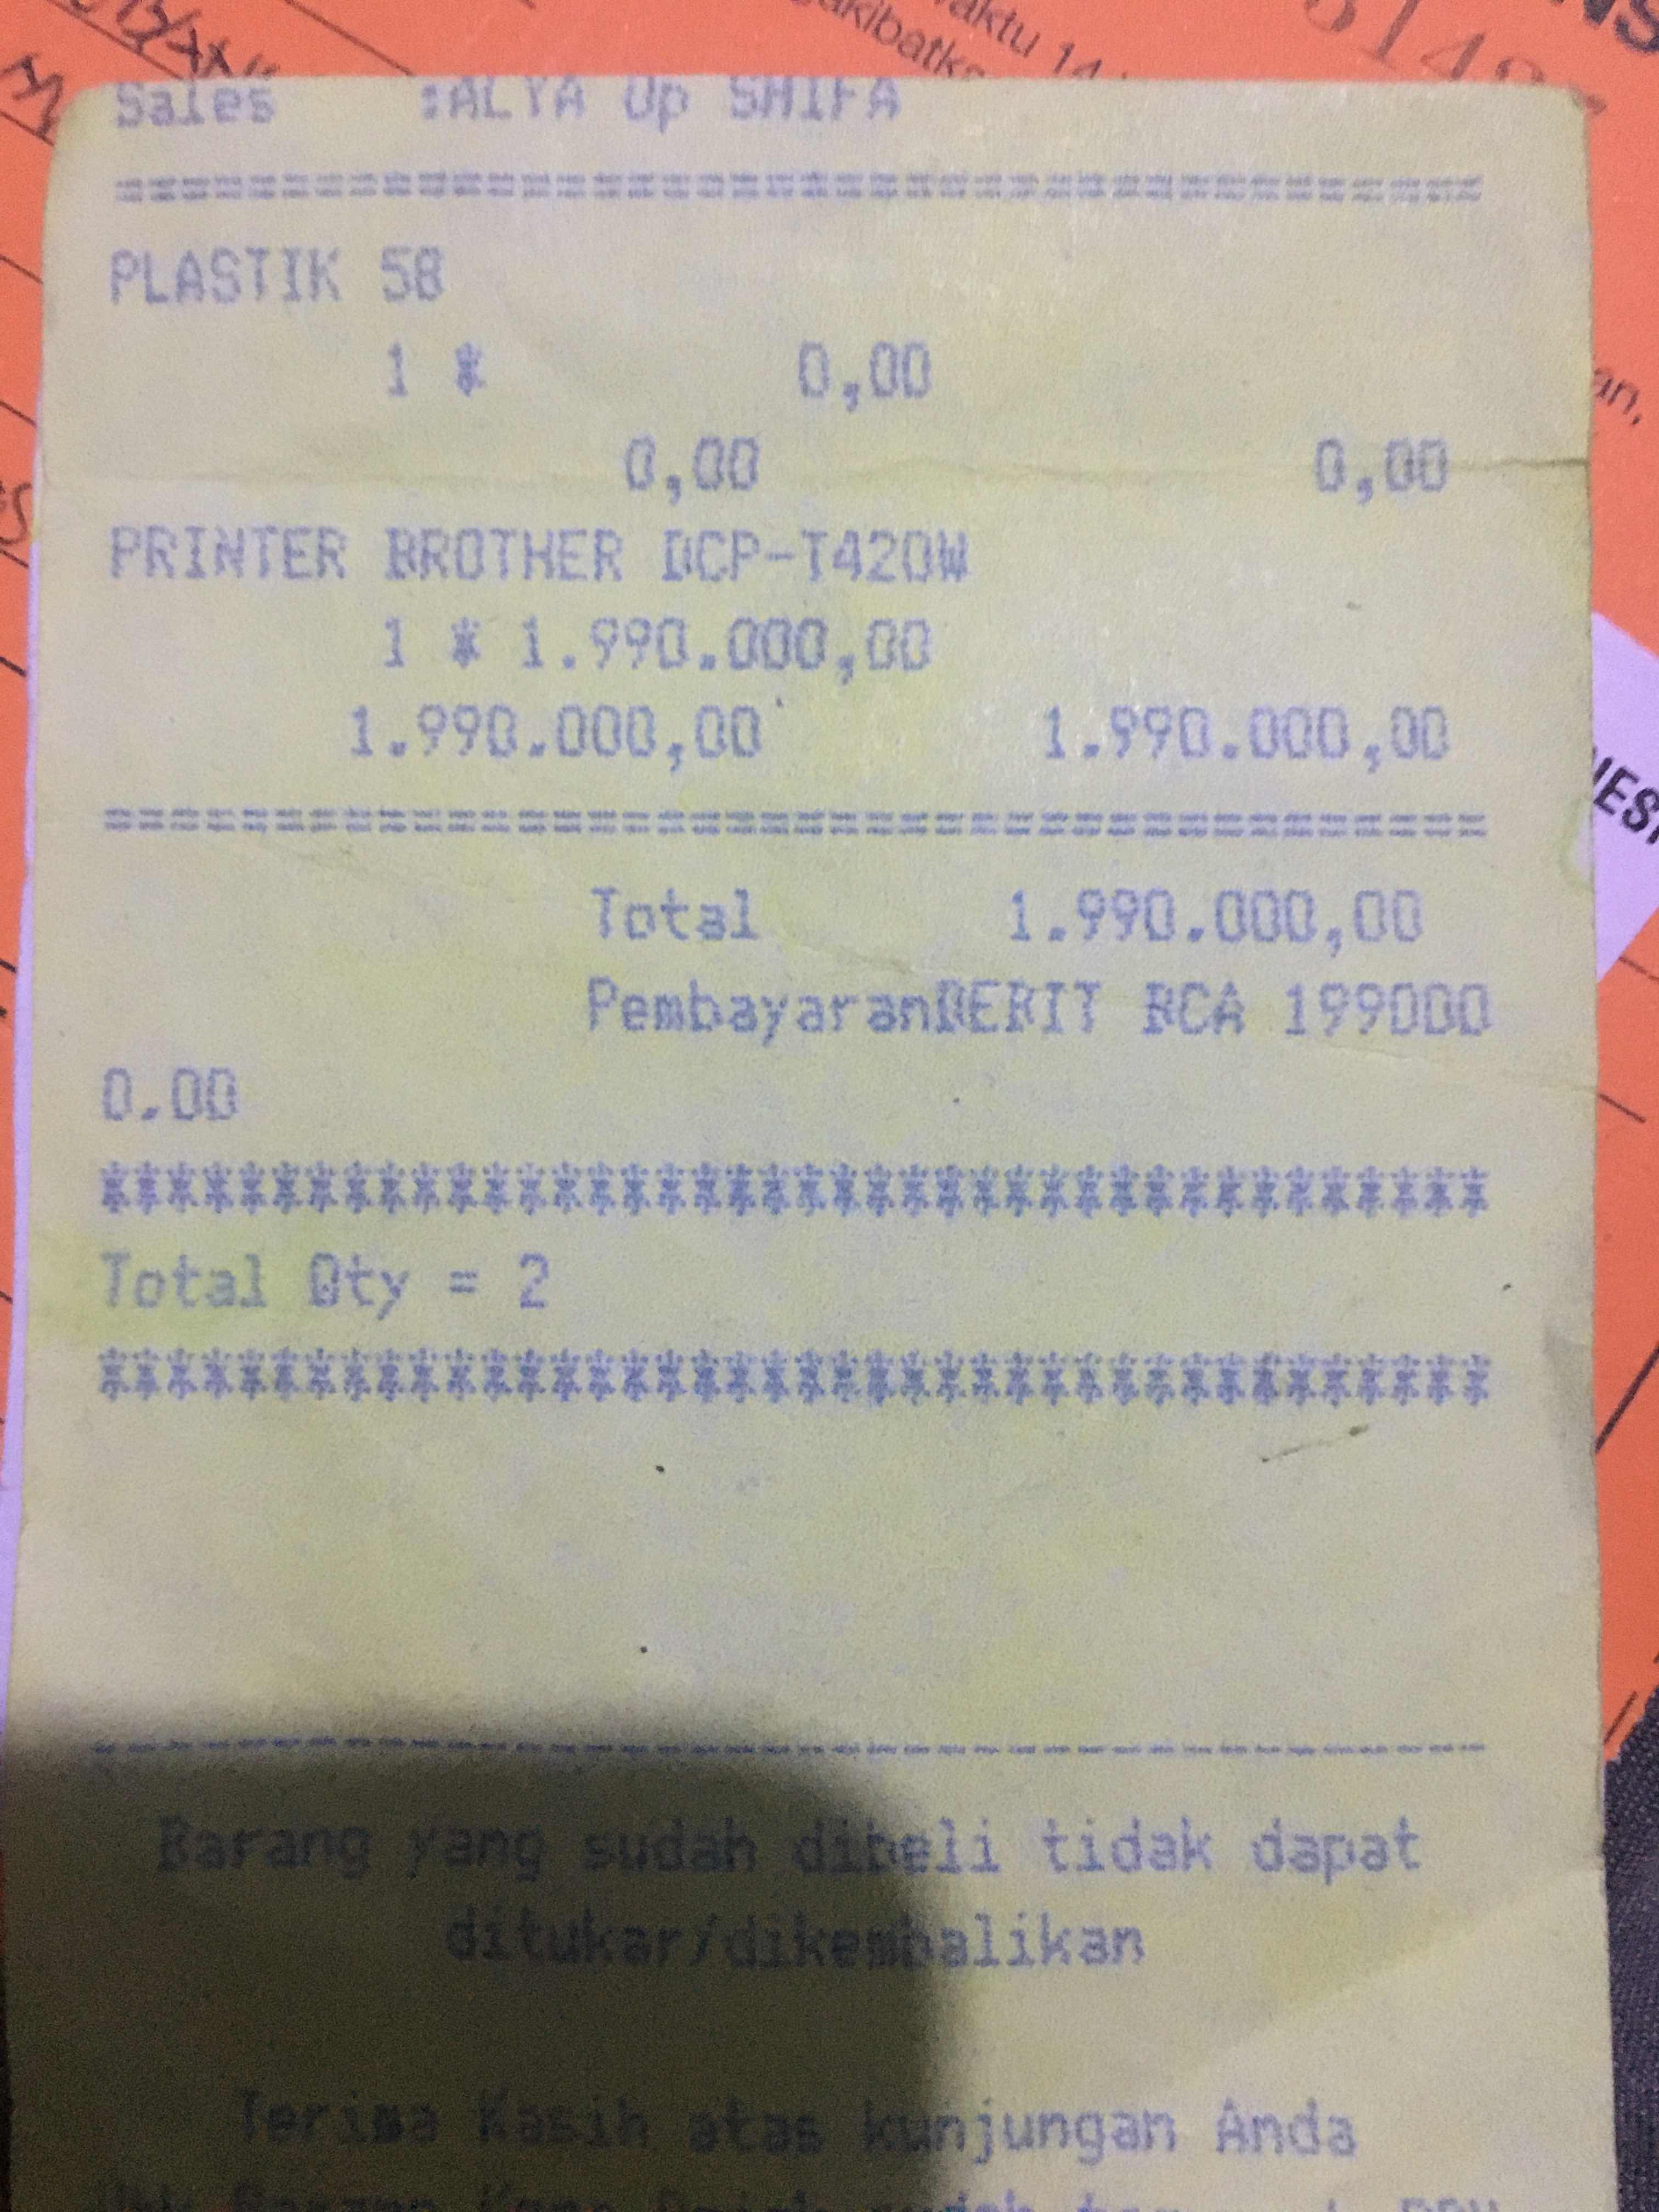 Sales :ALYA Up SHIFA
========================================
PLASTIK 58
1 * 0,00
0,00 0,00
PRINTER BROTHER DCP-T420W
1 * 1.990.000,00
1.990.000,00 1.990.000,00
========================================
Total 1.990.000,00
PembayaranDEBIT BCA 199000
0.00
****************************************
Total Qty = 2
****************************************
----------------------------------------
Barang yang sudah dibeli tidak dapat
ditukar/dikembalikan
Terima Kasih atas kunjungan Anda